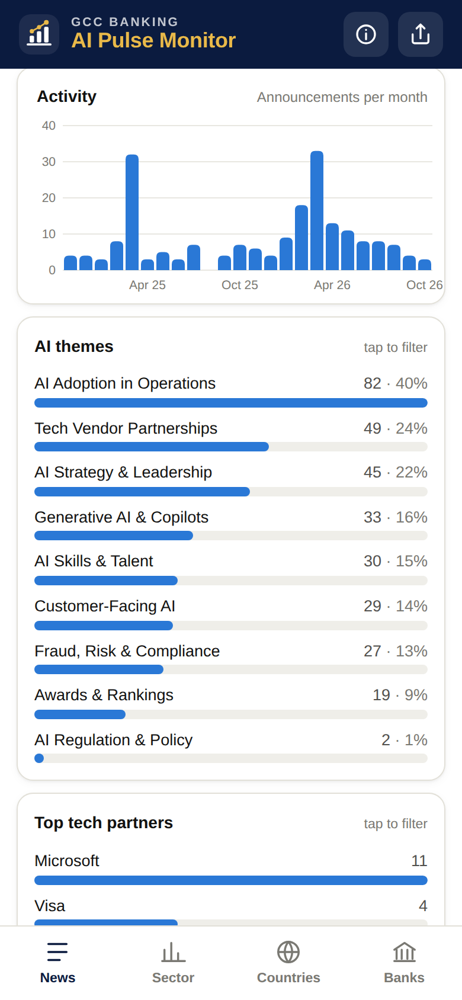 GCC BANKING
AI Pulse Monitor
Activity
Announcements per month
40
30
20
10
0
Apr 25 Oct 25 Apr 26 Oct 26
AI themes
tap to filter
AI Adoption in Operations 82 · 40%
Tech Vendor Partnerships 49 · 24%
AI Strategy & Leadership 45 · 22%
Generative AI & Copilots 33 · 16%
AI Skills & Talent 30 · 15%
Customer-Facing AI 29 · 14%
Fraud, Risk & Compliance 27 · 13%
Awards & Rankings 19 · 9%
AI Regulation & Policy 2 · 1%
Top tech partners
tap to filter
Microsoft 11
Visa 4
News Sector Countries Banks